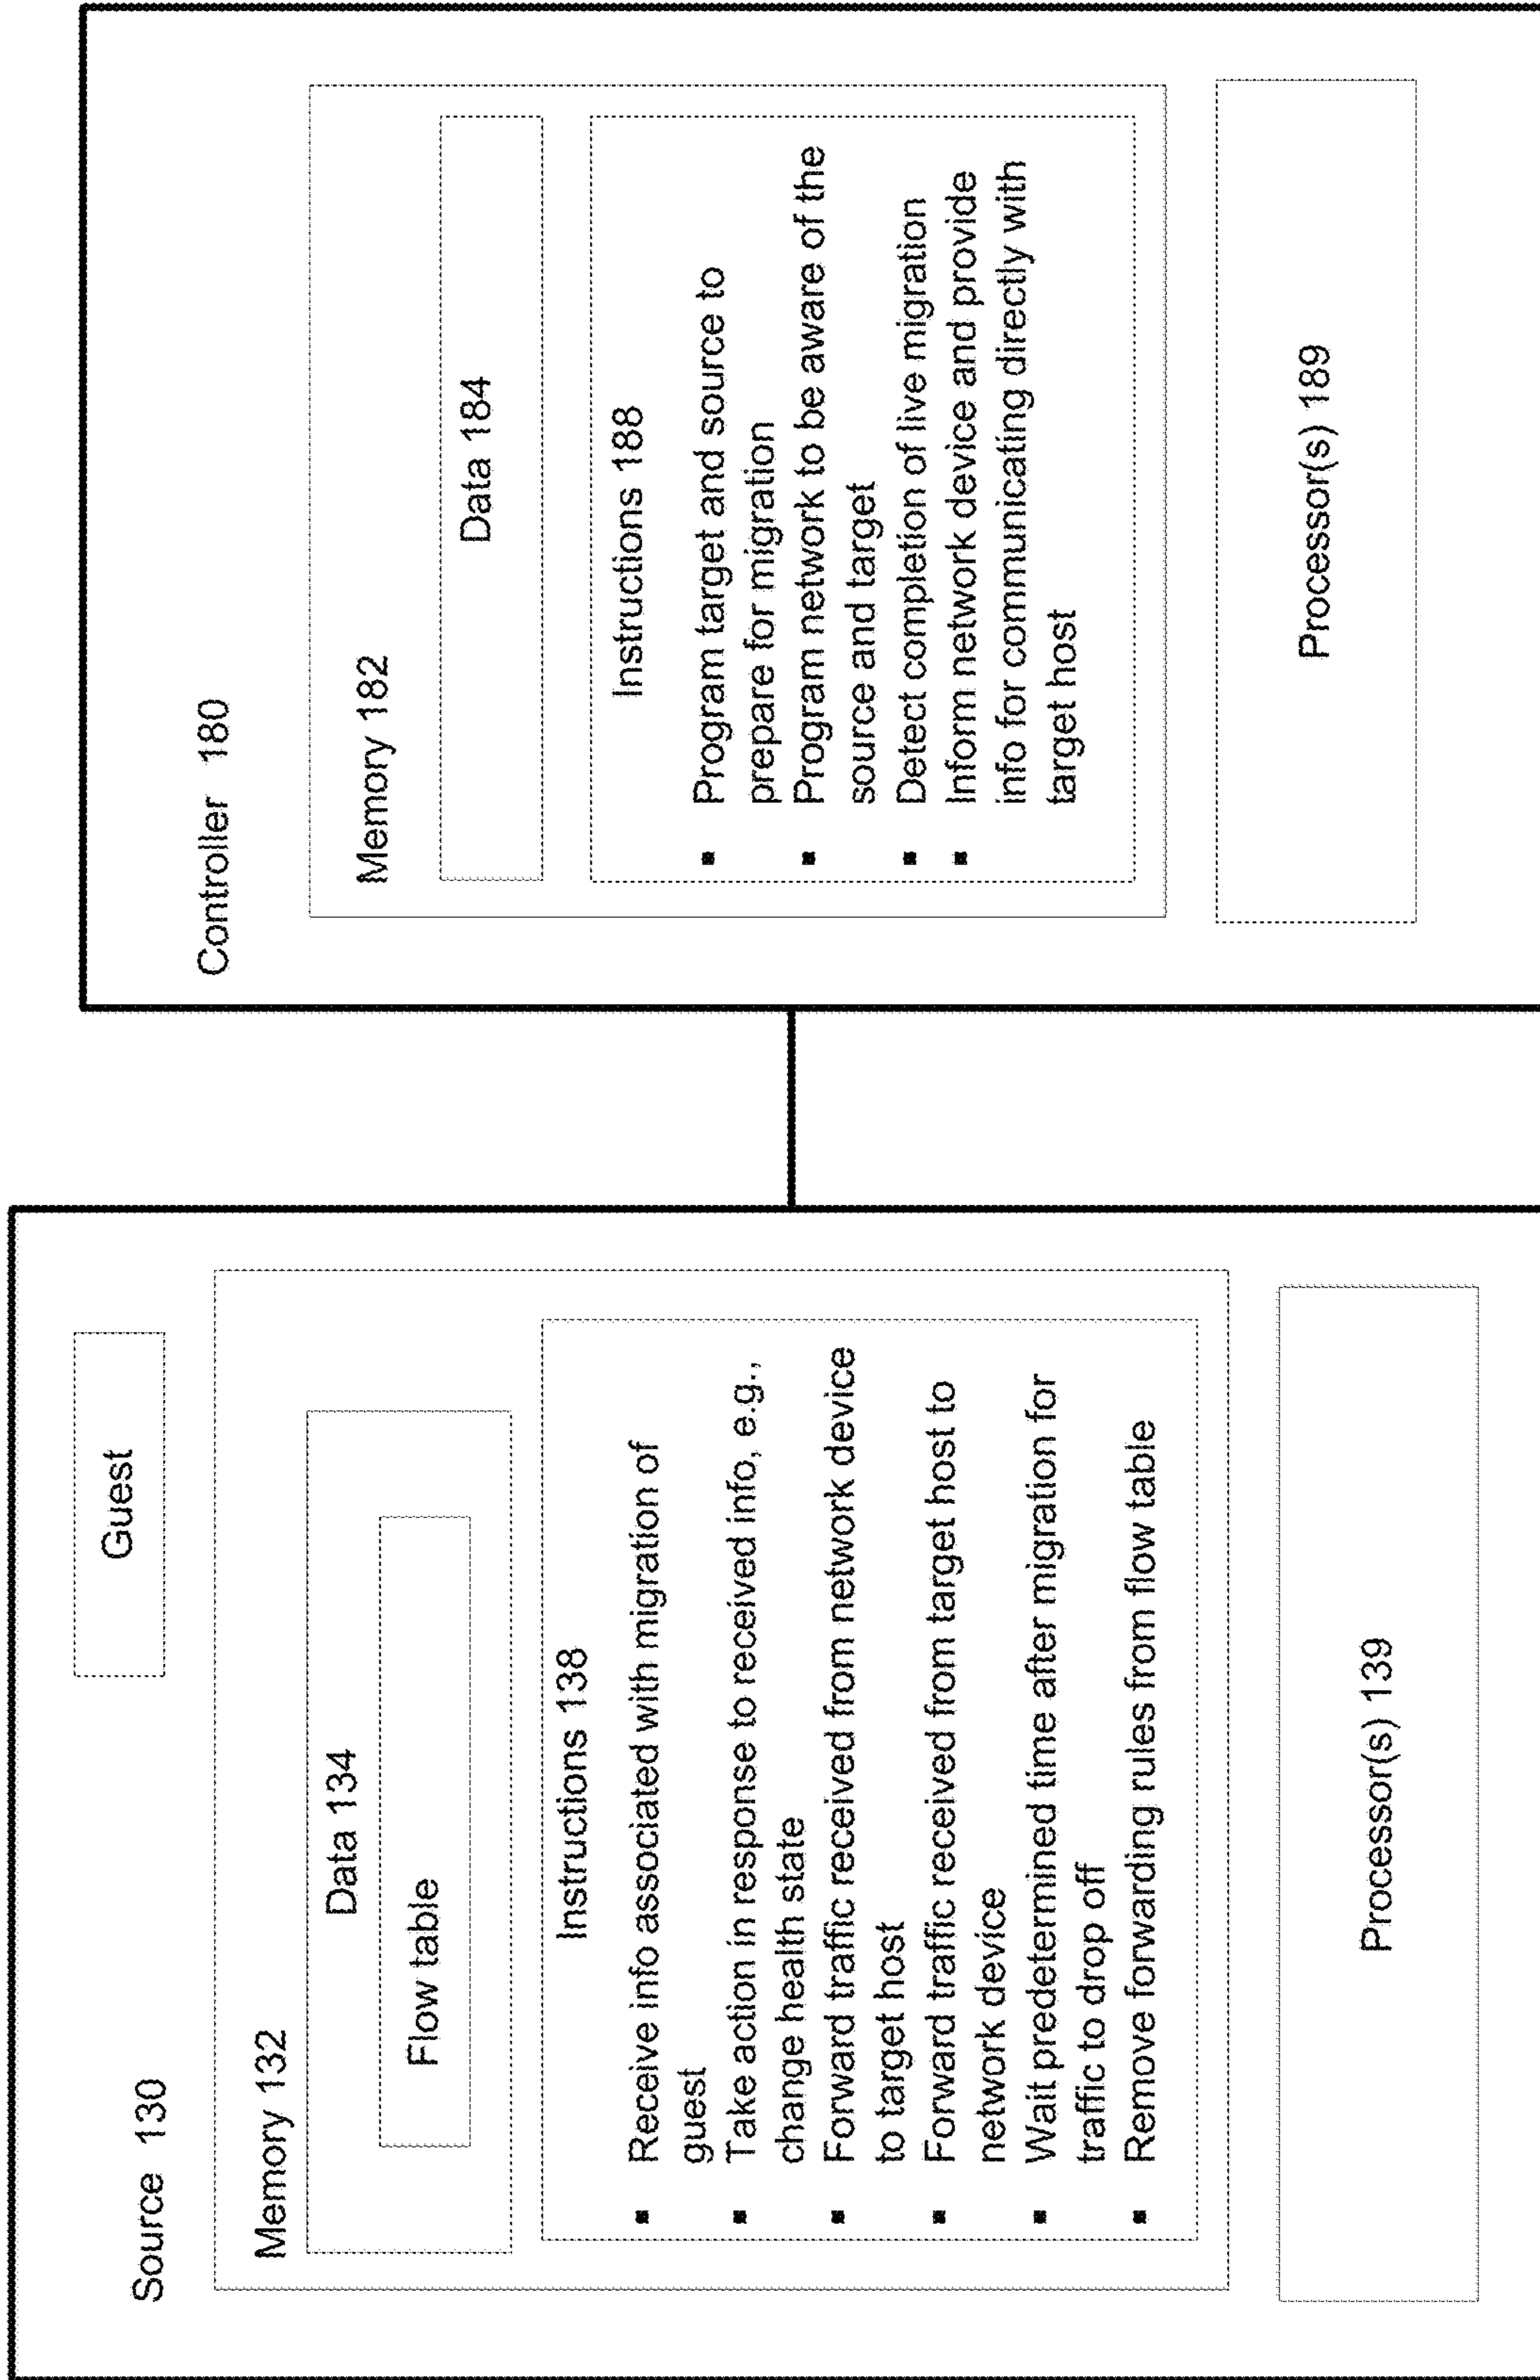 Source 130
Guest
Memory 132
Data 134
Flow table
Instructions 138
▪ Receive info associated with migration of
guest
▪ Take action in response to received info, e.g.,
change health state
▪ Forward traffic received from network device
to target host
▪ Forward traffic received from target host to
network device
▪ Wait predetermined time after migration for
traffic to drop off
▪ Remove forwarding rules from flow table
Processor(s) 139
Controller 180
Memory 182
Data 184
Instructions 188
▪ Program target and source to
prepare for migration
▪ Program network to be aware of the
source and target
▪ Detect completion of live migration
▪ Inform network device and provide
info for communicating directly with
target host
Processor(s) 189